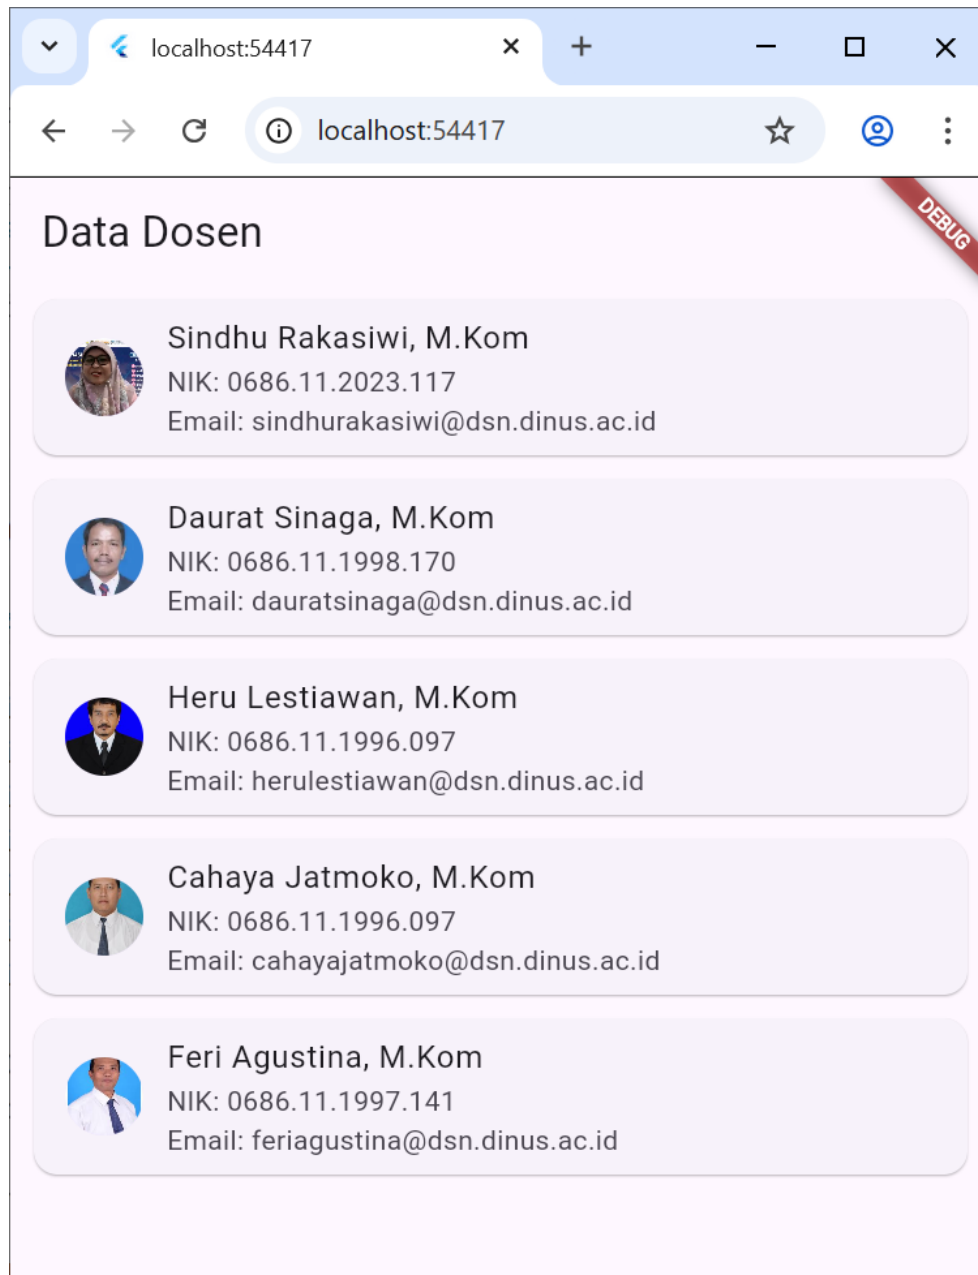 localhost:54417
localhost:54417
DEBUG
Data Dosen
Sindhu Rakasiwi, M.Kom
NIK: 0686.11.2023.117
Email: sindhurakasiwi@dsn.dinus.ac.id
Daurat Sinaga, M.Kom
NIK: 0686.11.1998.170
Email: dauratsinaga@dsn.dinus.ac.id
Heru Lestiawan, M.Kom
NIK: 0686.11.1996.097
Email: herulestiawan@dsn.dinus.ac.id
Cahaya Jatmoko, M.Kom
NIK: 0686.11.1996.097
Email: cahayajatmoko@dsn.dinus.ac.id
Feri Agustina, M.Kom
NIK: 0686.11.1997.141
Email: feriagustina@dsn.dinus.ac.id